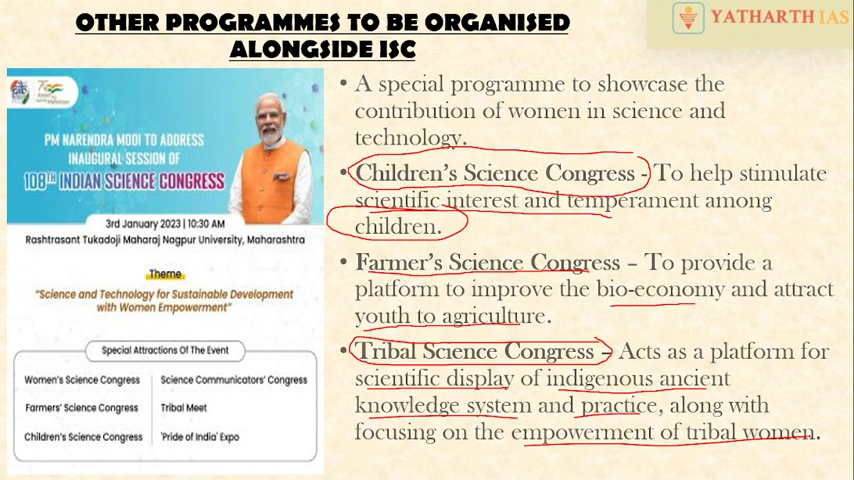 OTHER PROGRAMMES TO BE ORGANISED
ALONGSIDE ISC
YATHARTH IAS
PM NARENDRA MODI TO ADDRESS
INAUGURAL SESSION OF
108TH INDIAN SCIENCE CONGRESS
3rd January 2023 | 10:30 AM
Rashtrasant Tukadoji Maharaj Nagpur University, Maharashtra
Theme
“Science and Technology for Sustainable Development
with Women Empowerment”
Special Attractions Of The Event
Women's Science Congress
Science Communicators' Congress
Farmers' Science Congress
Tribal Meet
Children's Science Congress
'Pride of India' Expo
• A special programme to showcase the
contribution of women in science and
technology.
• Children’s Science Congress - To help stimulate
scientific interest and temperament among
children.
• Farmer’s Science Congress – To provide a
platform to improve the bio-economy and attract
youth to agriculture.
• Tribal Science Congress – Acts as a platform for
scientific display of indigenous ancient
knowledge system and practice, along with
focusing on the empowerment of tribal women.